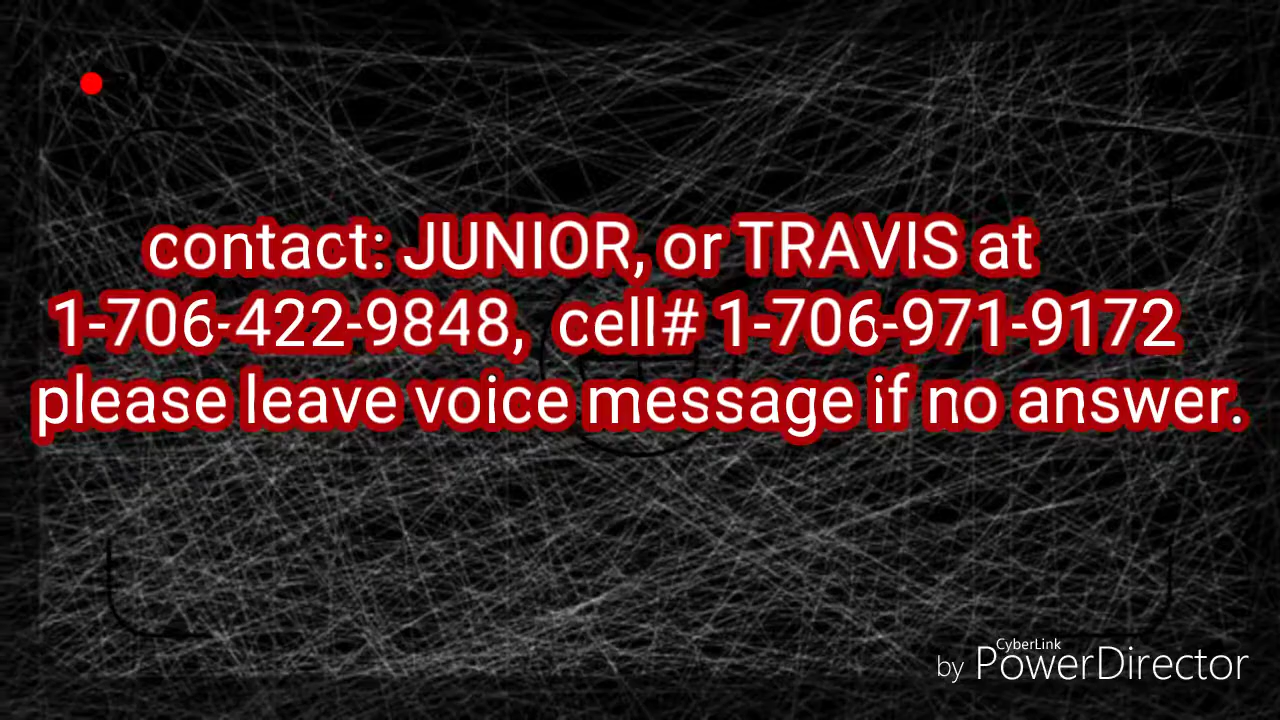 contact: JUNIOR, or TRAVIS at
1-706-422-9848, cell# 1-706-971-9172
please leave voice message if no answer.
CyberLink
by PowerDirector